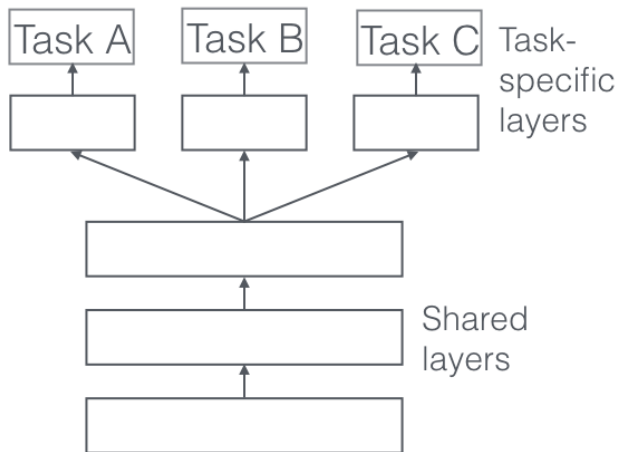 Task A
Task B
Task C
Task-
specific
layers
Shared
layers